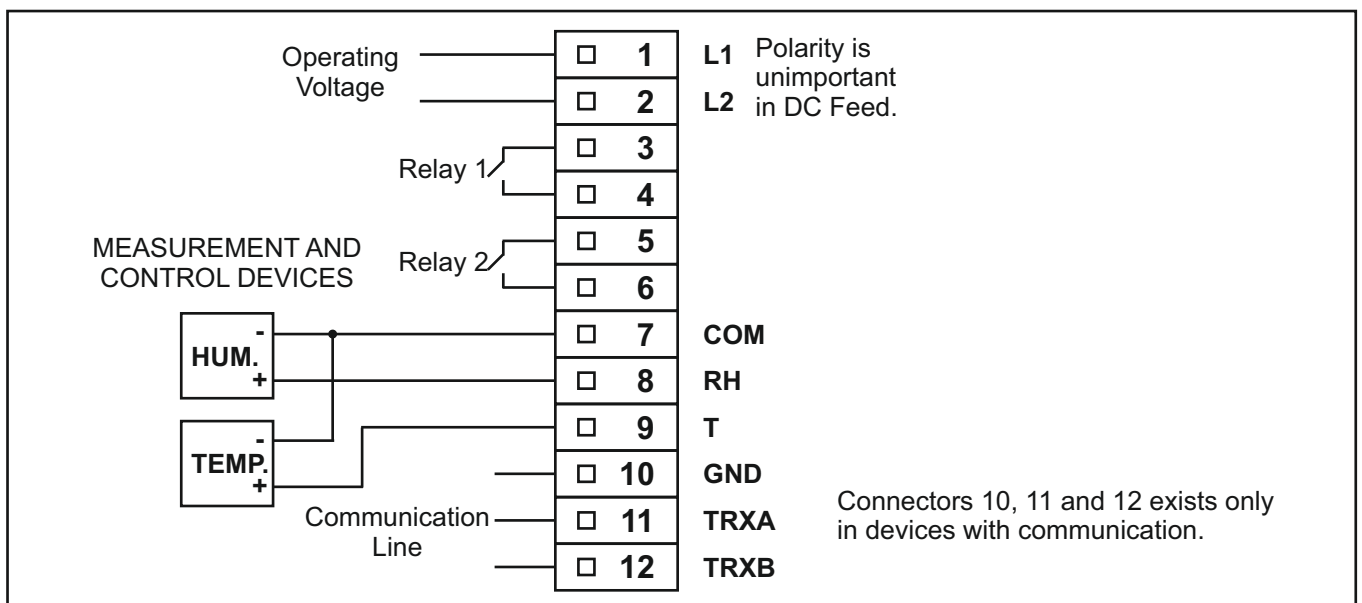 Operating
Voltage
1
L1
Polarity is
unimportant
in DC Feed.
2
L2
Relay 1
3
4
MEASUREMENT AND
CONTROL DEVICES
Relay 2
5
6
HUM.
-
+
7
COM
8
RH
TEMP.
-
+
9
T
10
GND
Communication
Line
11
TRXA
12
TRXB
Connectors 10, 11 and 12 exists only
in devices with communication.